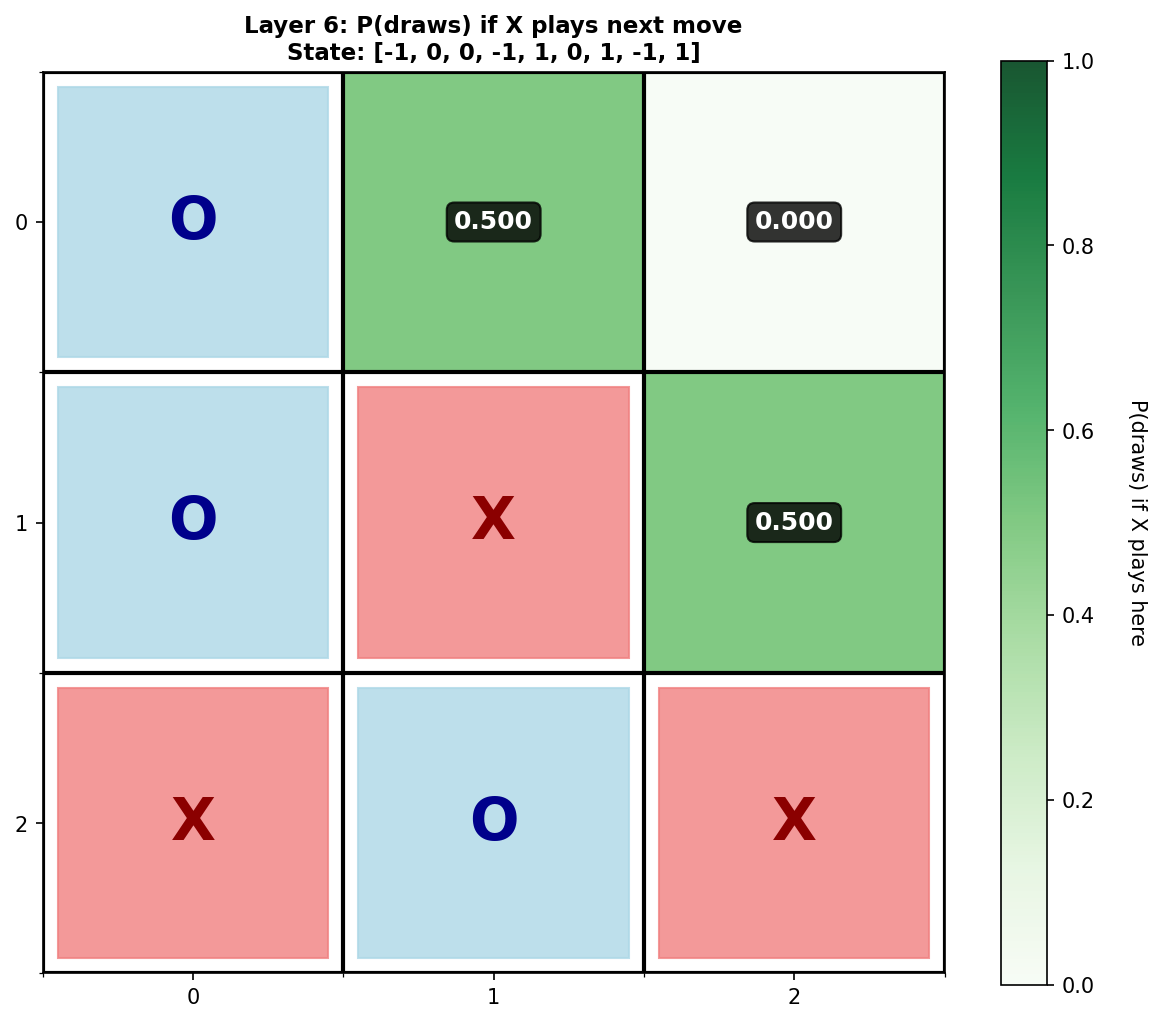 Layer 6: P(draws) if X plays next move
State: [-1, 0, 0, -1, 1, 0, 1, -1, 1]
0
O
0.500
0.000
1
O
X
0.500
2
X
O
X
0
1
2
1.0
0.8
0.6
0.4
0.2
0.0
P(draws) if X plays here